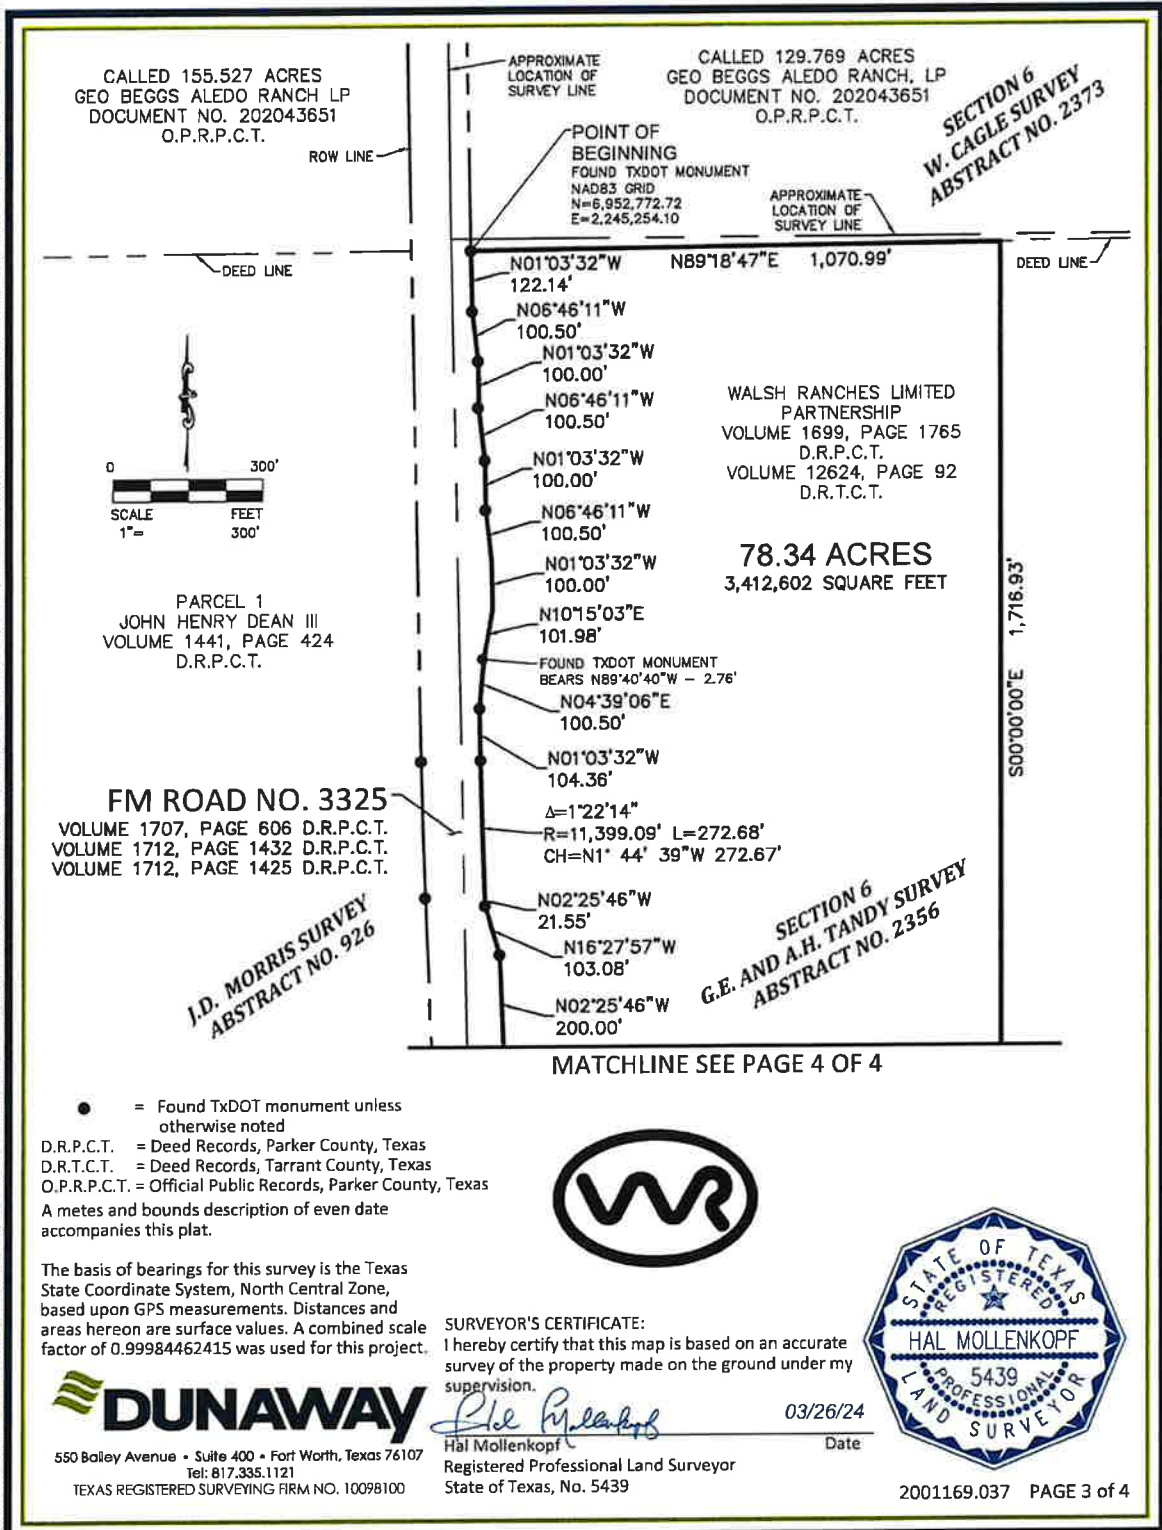 CALLED 155.527 ACRES
GEO BEGGS ALEDO RANCH LP
DOCUMENT NO. 202043651
O.P.R.P.C.T.
ROW LINE
APPROXIMATE
LOCATION OF
SURVEY LINE
CALLED 129.769 ACRES
GEO BEGGS ALEDO RANCH, LP
DOCUMENT NO. 202043651
O.P.R.P.C.T.
SECTION 6
W. CAGLE SURVEY
ABSTRACT NO. 2373
POINT OF
BEGINNING
FOUND TXDOT MONUMENT
NAD83 GRID
N=6,952,772.72
E=2,245,254.10
APPROXIMATE
LOCATION OF
SURVEY LINE
DEED LINE
N89°18'47"E 1,070.99'
DEED LINE
N01°03'32"W
122.14'
N06°46'11"W
100.50'
N01°03'32"W
100.00'
N06°46'11"W
100.50'
N01°03'32"W
100.00'
N06°46'11"W
100.50'
N01°03'32"W
100.00'
N10°15'03"E
101.98'
FOUND TXDOT MONUMENT
BEARS N89°40'40"W - 2.76'
N04°39'06"E
100.50'
N01°03'32"W
104.36'
Δ=1°22'14"
R=11,399.09' L=272.68'
CH=N1° 44' 39"W 272.67'
N02°25'46"W
21.55'
N16°27'57"W
103.08'
N02°25'46"W
200.00'
WALSH RANCHES LIMITED
PARTNERSHIP
VOLUME 1699, PAGE 1765
D.R.P.C.T.
VOLUME 12624, PAGE 92
D.R.T.C.T.
78.34 ACRES
3,412,602 SQUARE FEET
S00°00'00"E 1,716.93'
0 300'
SCALE FEET
1"= 300'
PARCEL 1
JOHN HENRY DEAN III
VOLUME 1441, PAGE 424
D.R.P.C.T.
FM ROAD NO. 3325
VOLUME 1707, PAGE 606 D.R.P.C.T.
VOLUME 1712, PAGE 1432 D.R.P.C.T.
VOLUME 1712, PAGE 1425 D.R.P.C.T.
J.D. MORRIS SURVEY
ABSTRACT NO. 926
SECTION 6
G.E. AND A.H. TANDY SURVEY
ABSTRACT NO. 2356
MATCHLINE SEE PAGE 4 OF 4
= Found TxDOT monument unless
otherwise noted
D.R.P.C.T. = Deed Records, Parker County, Texas
D.R.T.C.T. = Deed Records, Tarrant County, Texas
O.P.R.P.C.T. = Official Public Records, Parker County, Texas
A metes and bounds description of even date
accompanies this plat.
The basis of bearings for this survey is the Texas
State Coordinate System, North Central Zone,
based upon GPS measurements. Distances and
areas hereon are surface values. A combined scale
factor of 0.99984462415 was used for this project.
WR
DUNAWAY
550 Bailey Avenue • Suite 400 • Fort Worth, Texas 76107
Tel: 817.335.1121
TEXAS REGISTERED SURVEYING FIRM NO. 10098100
SURVEYOR'S CERTIFICATE:
I hereby certify that this map is based on an accurate
survey of the property made on the ground under my
supervision.
Hal Mollenkopf
03/26/24
Hal Mollenkopf Date
Registered Professional Land Surveyor
State of Texas, No. 5439
STATE OF TEXAS
REGISTERED
HAL MOLLENKOPF
5439
PROFESSIONAL
LAND SURVEYOR
2001169.037 PAGE 3 of 4